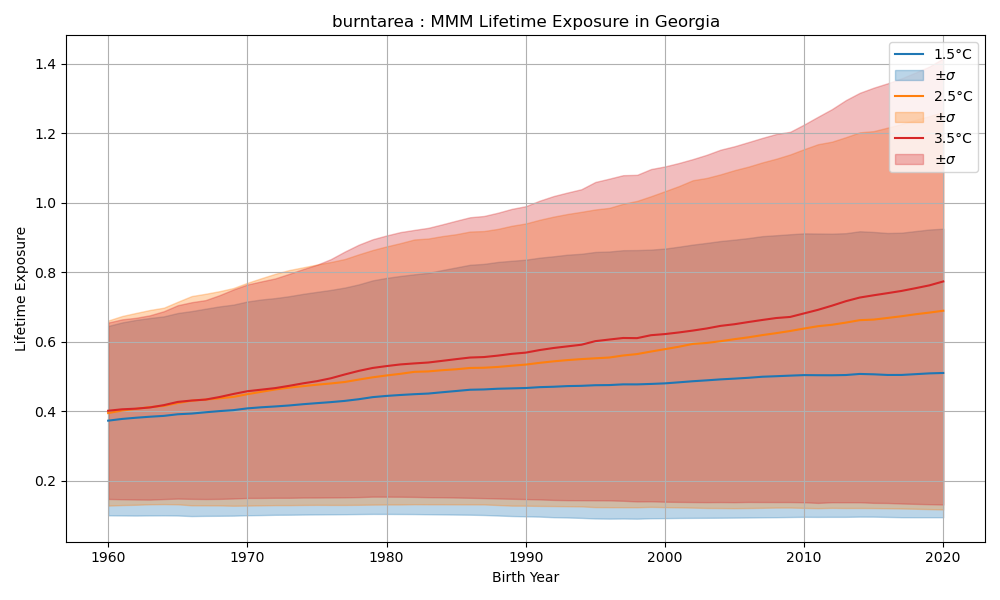 burntarea : MMM Lifetime Exposure in Georgia
1.5°C
±σ
2.5°C
±σ
3.5°C
±σ
Lifetime Exposure
1.4
1.2
1.0
0.8
0.6
0.4
0.2
1960 1970 1980 1990 2000 2010 2020
Birth Year